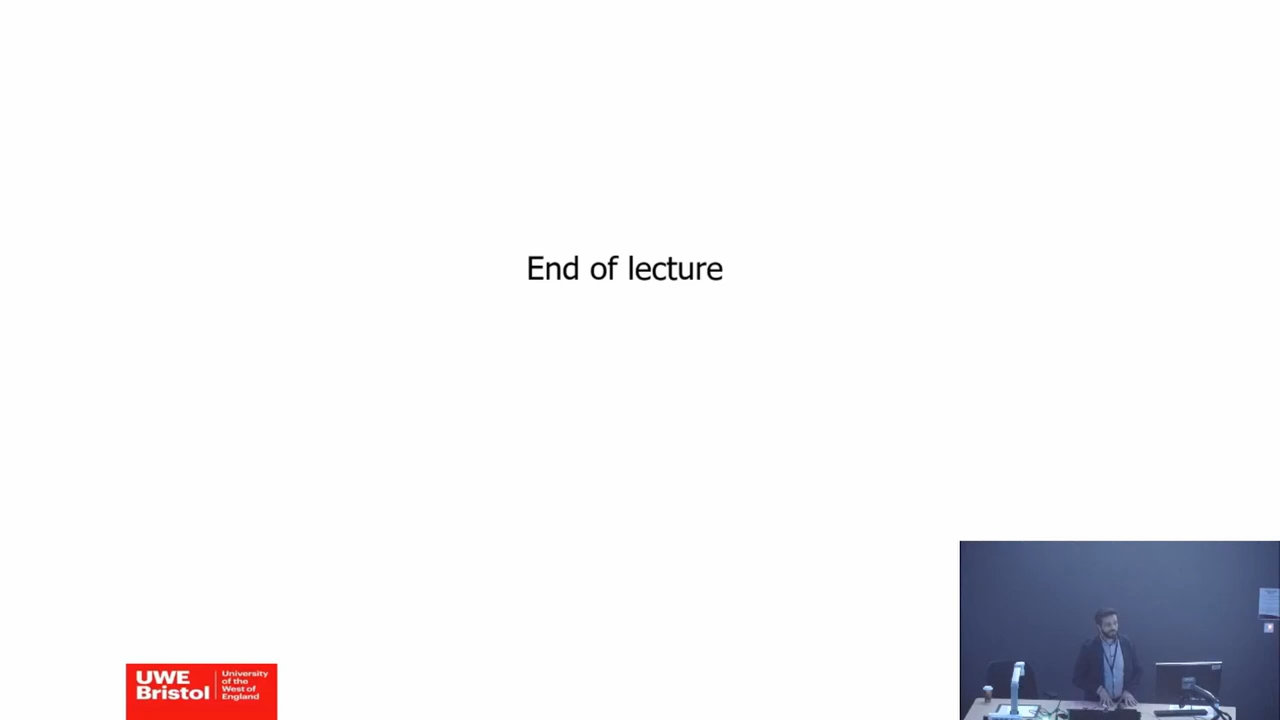 End of lecture
UWE
Bristol
University
of the
West of
England